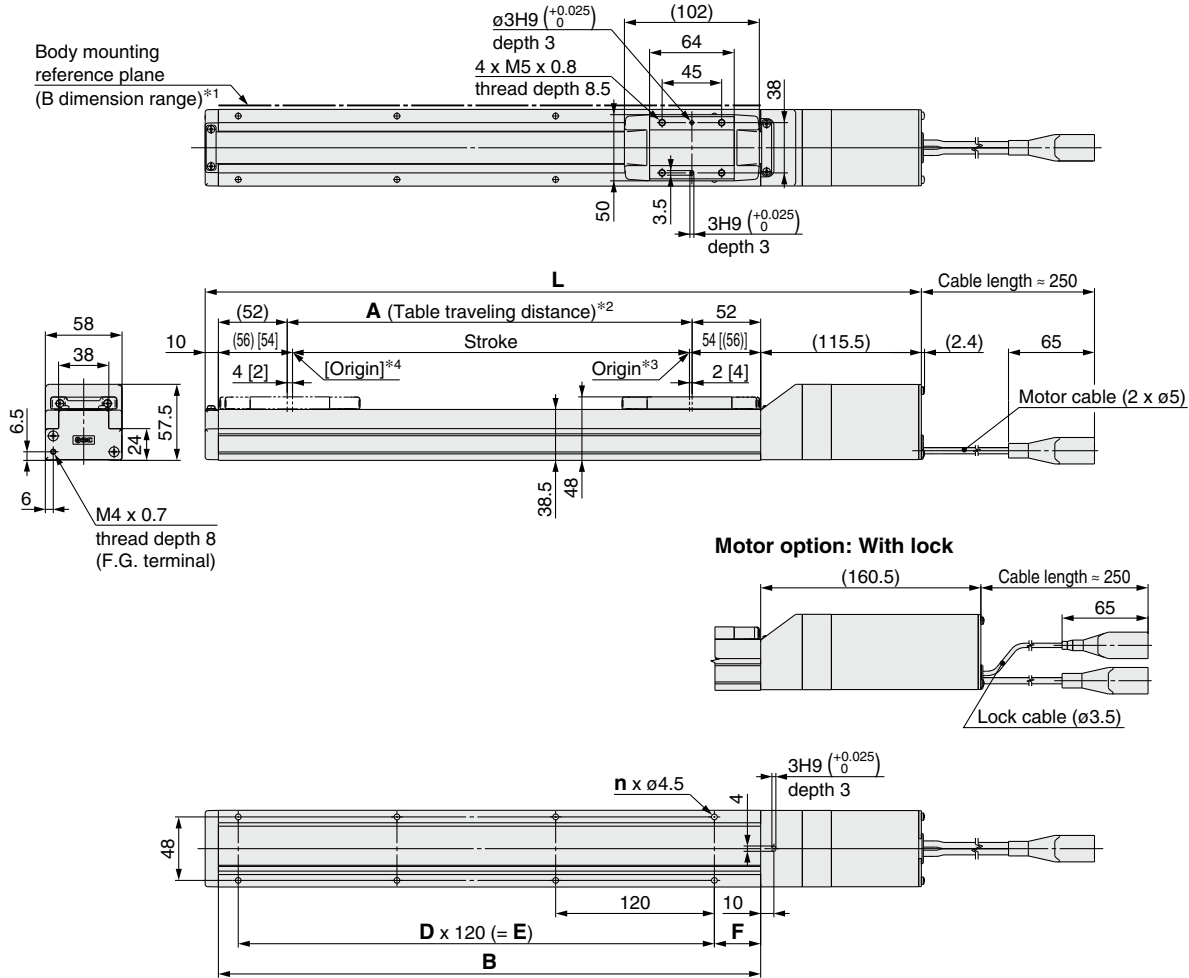 Body mounting
reference plane
(B dimension range)*1
ø3H9 (+0.025 0)
depth 3
4 x M5 x 0.8
thread depth 8.5
(102)
64
45
38
50
3.5
3H9 (+0.025 0)
depth 3
L
Cable length ≈ 250
(52)
A (Table traveling distance)*2
52
10
(56) [54]
Stroke
54 [(56)]
(115.5)
(2.4)
65
4 [2]
[Origin]*4
Origin*3
2 [4]
58
38
6.5
24
57.5
6
M4 x 0.7
thread depth 8
(F.G. terminal)
38.5
48
Motor cable (2 x ø5)
Motor option: With lock
(160.5)
Cable length ≈ 250
65
Lock cable (ø3.5)
n x ø4.5
3H9 (+0.025 0)
depth 3
4
48
120
10
D x 120 (= E)
F
B